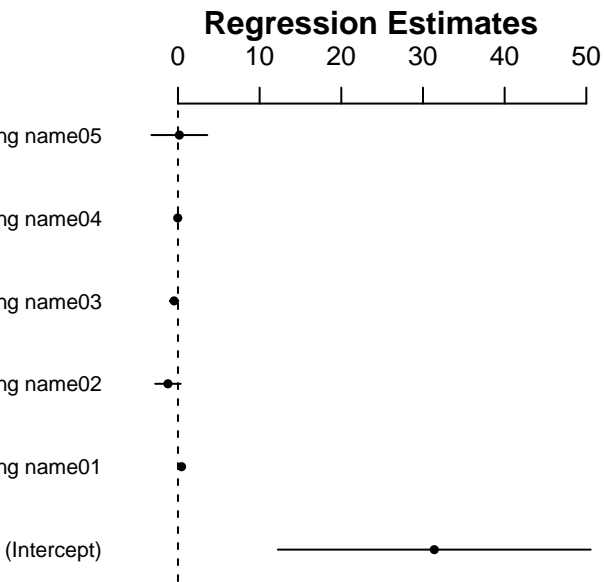 Regression Estimates
0 10 20 30 40 50
ng name05
ng name04
ng name03
ng name02
ng name01
(Intercept)